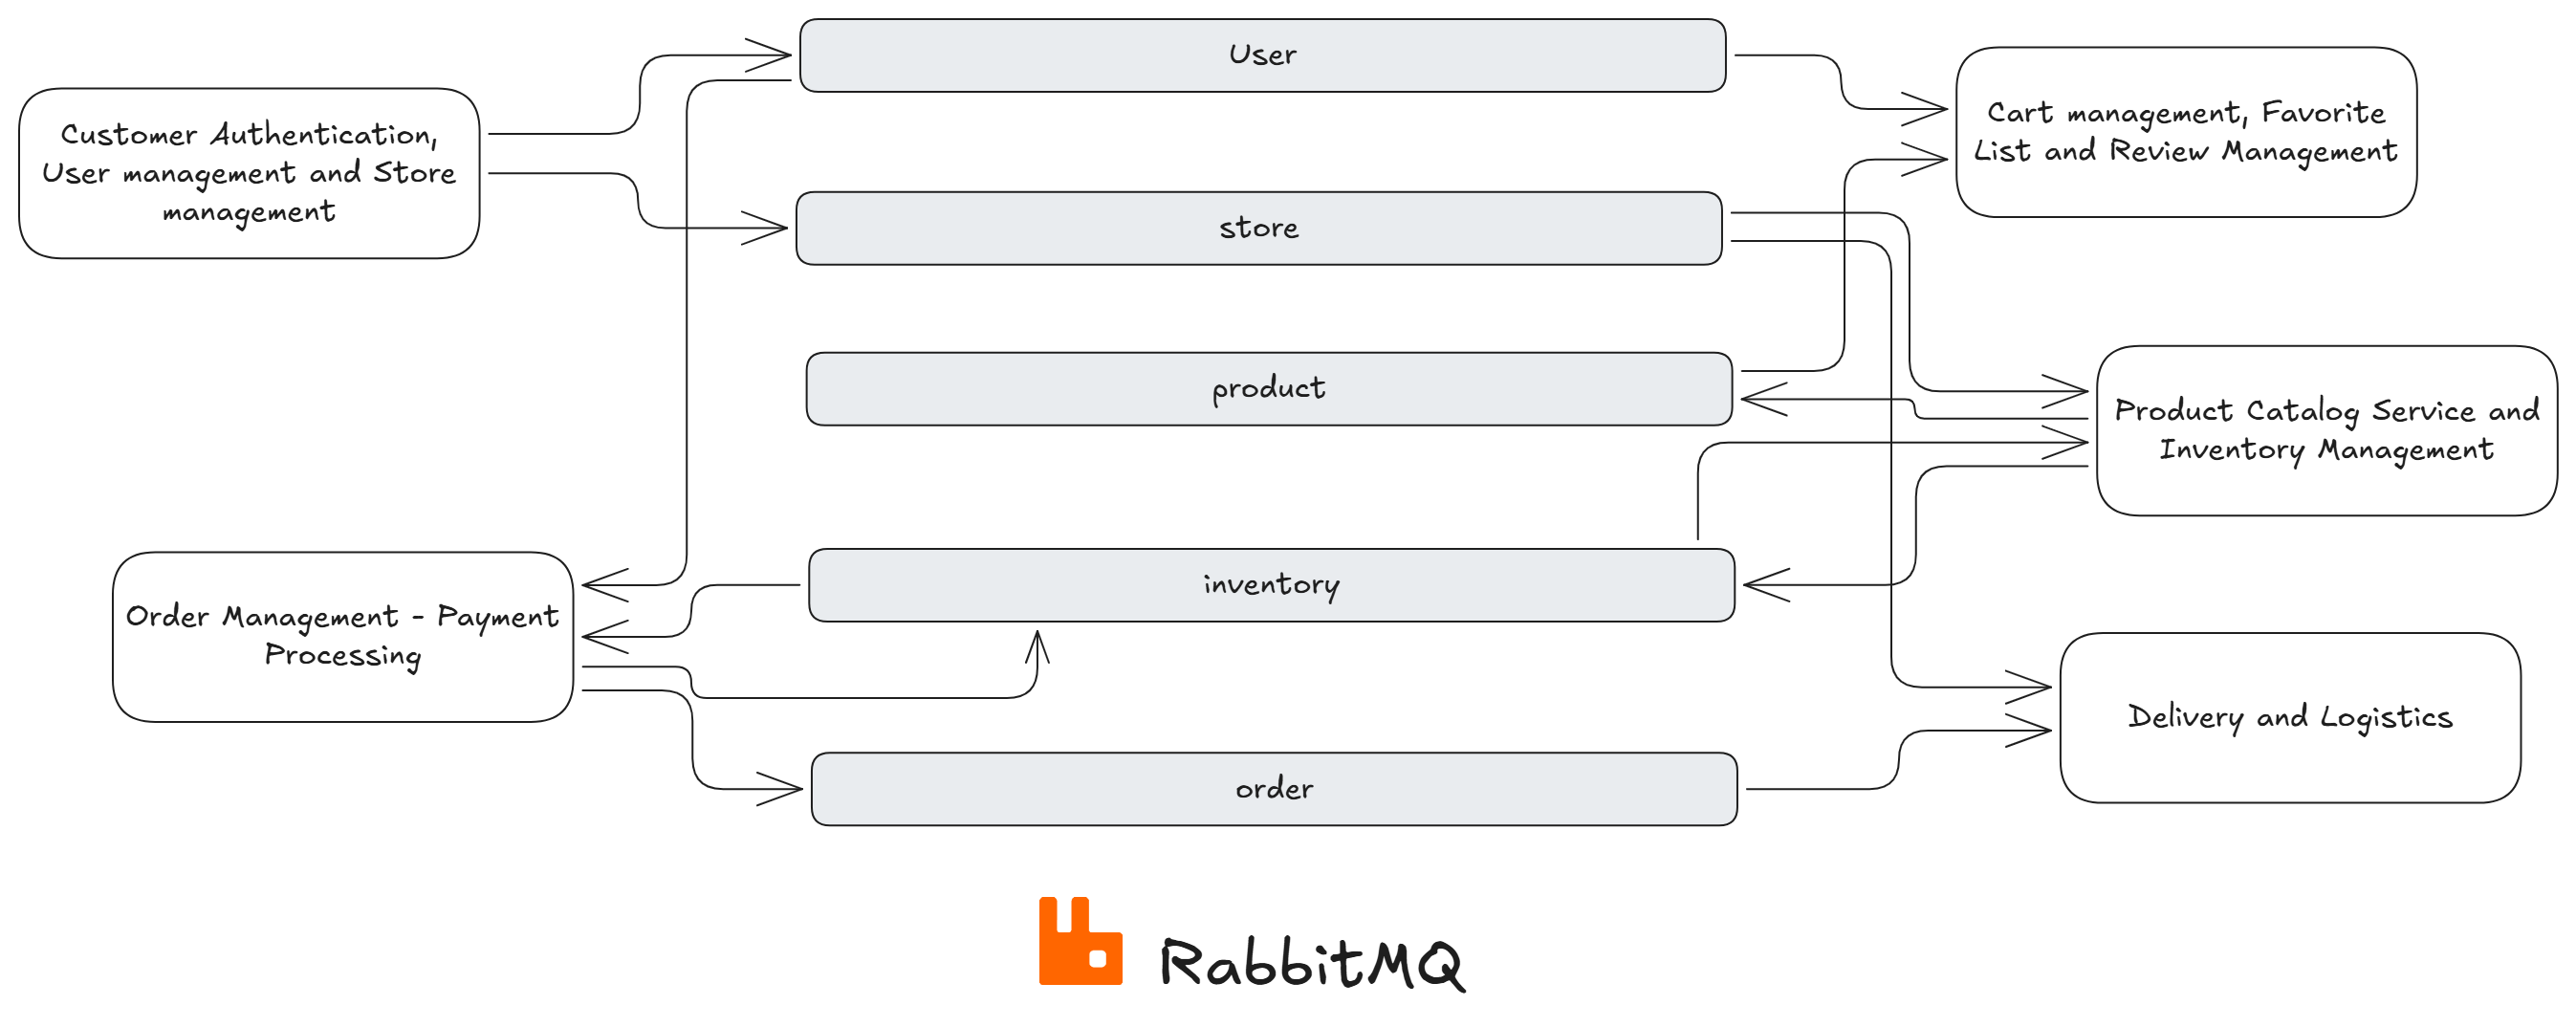 User
Customer Authentication,
User management and Store
management
Cart management, Favorite
List and Review Management
store
product
Product Catalog Service and
Inventory Management
inventory
Order Management - Payment
Processing
Delivery and Logistics
order
RabbitMQ